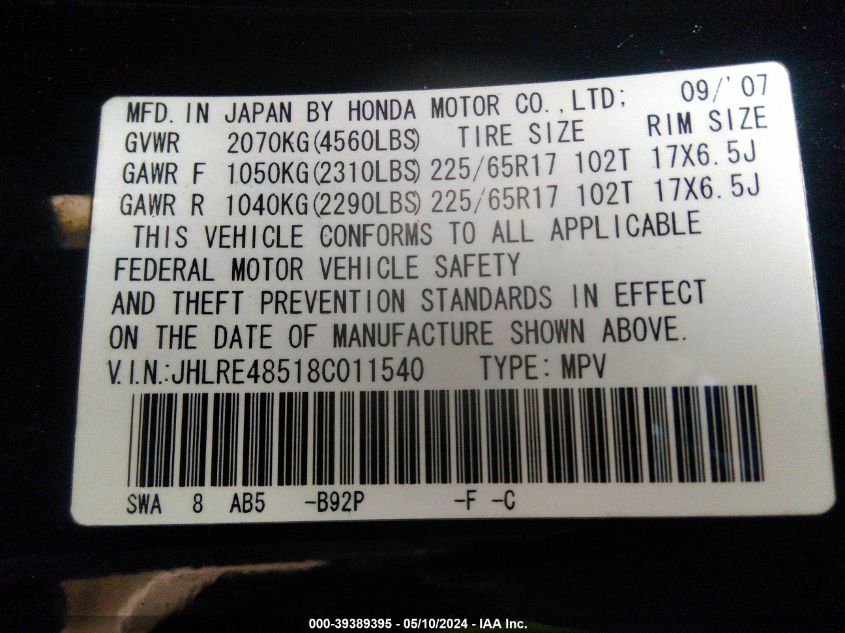 MFD. IN JAPAN BY HONDA MOTOR CO.,LTD; 09/'07
GVWR 2070KG(4560LBS) TIRE SIZE RIM SIZE
GAWR F 1050KG(2310LBS) 225/65R17 102T 17X6.5J
GAWR R 1040KG(2290LBS) 225/65R17 102T 17X6.5J
THIS VEHICLE CONFORMS TO ALL APPLICABLE
FEDERAL MOTOR VEHICLE SAFETY
AND THEFT PREVENTION STANDARDS IN EFFECT
ON THE DATE OF MANUFACTURE SHOWN ABOVE.
V.I.N.:JHLRE48518C011540 TYPE: MPV
SWA 8 AB5 -B92P -F -C
000-39389395 - 05/10/2024 - IAA Inc.